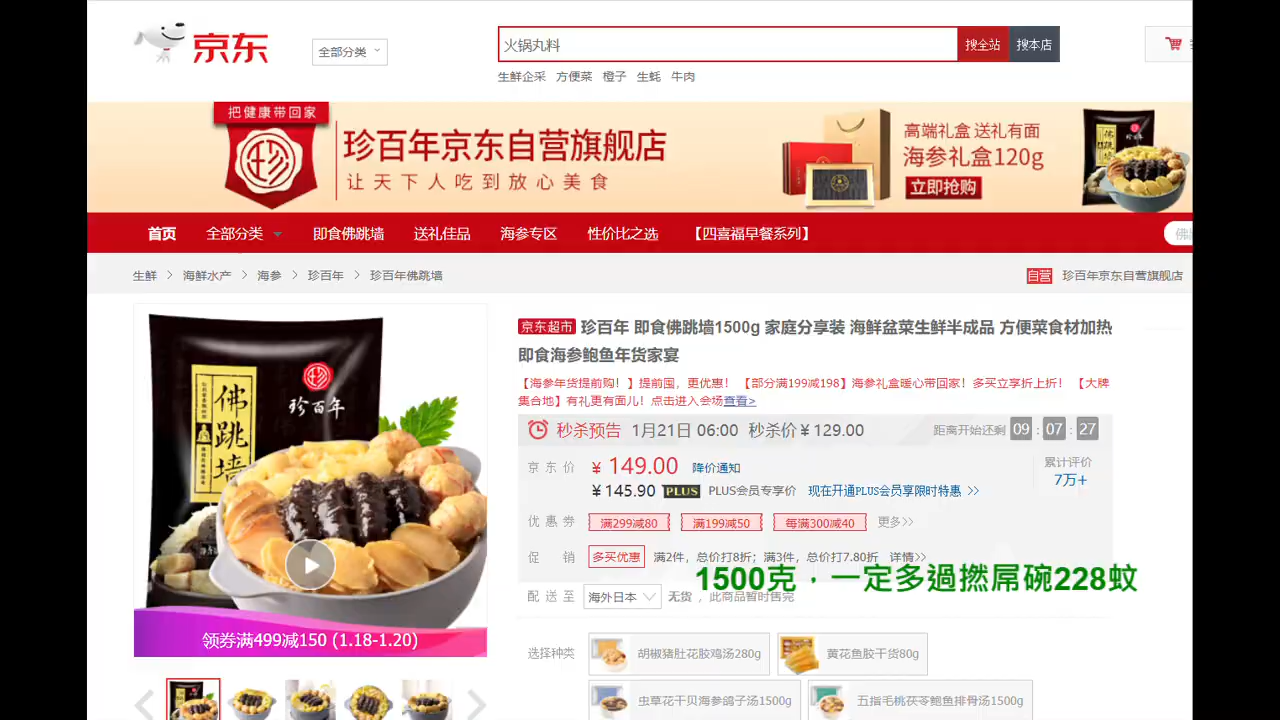 京东
全部分类
火锅丸料
搜全站
搜本店
生鲜企采 方便菜 橙子 生蚝 牛肉
把健康带回家
珍
珍百年京东自营旗舰店
让天下人吃到放心美食
高端礼盒 送礼有面
海参礼盒120g
立即抢购
佛跳墙
珍百年
首页 全部分类 即食佛跳墙 送礼佳品 海参专区 性价比之选 【四喜福早餐系列】
生鲜 > 海鲜水产 > 海参 > 珍百年 > 珍百年佛跳墙
自营 珍百年京东自营旗舰店
佛跳墙
珍百年
京东超市 珍百年 即食佛跳墙1500g 家庭分享装 海鲜盆菜生鲜半成品 方便菜食材加热
即食海参鲍鱼年货家宴
【海参年货提前购！】提前囤，更优惠！ 【部分满199减198】海参礼盒暖心带回家！多买立享折上折！ 【大牌
集合地】有礼更有面儿！点击进入会场查看>
秒杀预告 1月21日 06:00 秒杀价￥129.00
距离开始还剩 09 : 07 : 27
京东价 ￥149.00 降价通知
累计评价
7万+
￥145.90 PLUS PLUS会员专享价 现在开通PLUS会员享限时特惠 >>
优惠券 满299减80 满199减50 每满300减40 更多>>
促销 多买优惠 满2件，总价打8折；满3件，总价打7.80折 详情>>
1500克，一定多過撚屌碗228蚊
配送至 海外日本 无货 ，此商品暂时售完
领券满499减150 (1.18-1.20)
选择种类 胡椒猪肚花胶鸡汤280g 黄花鱼胶干货80g
虫草花干贝海参鸽子汤1500g 五指毛桃茯苓鲍鱼排骨汤1500g